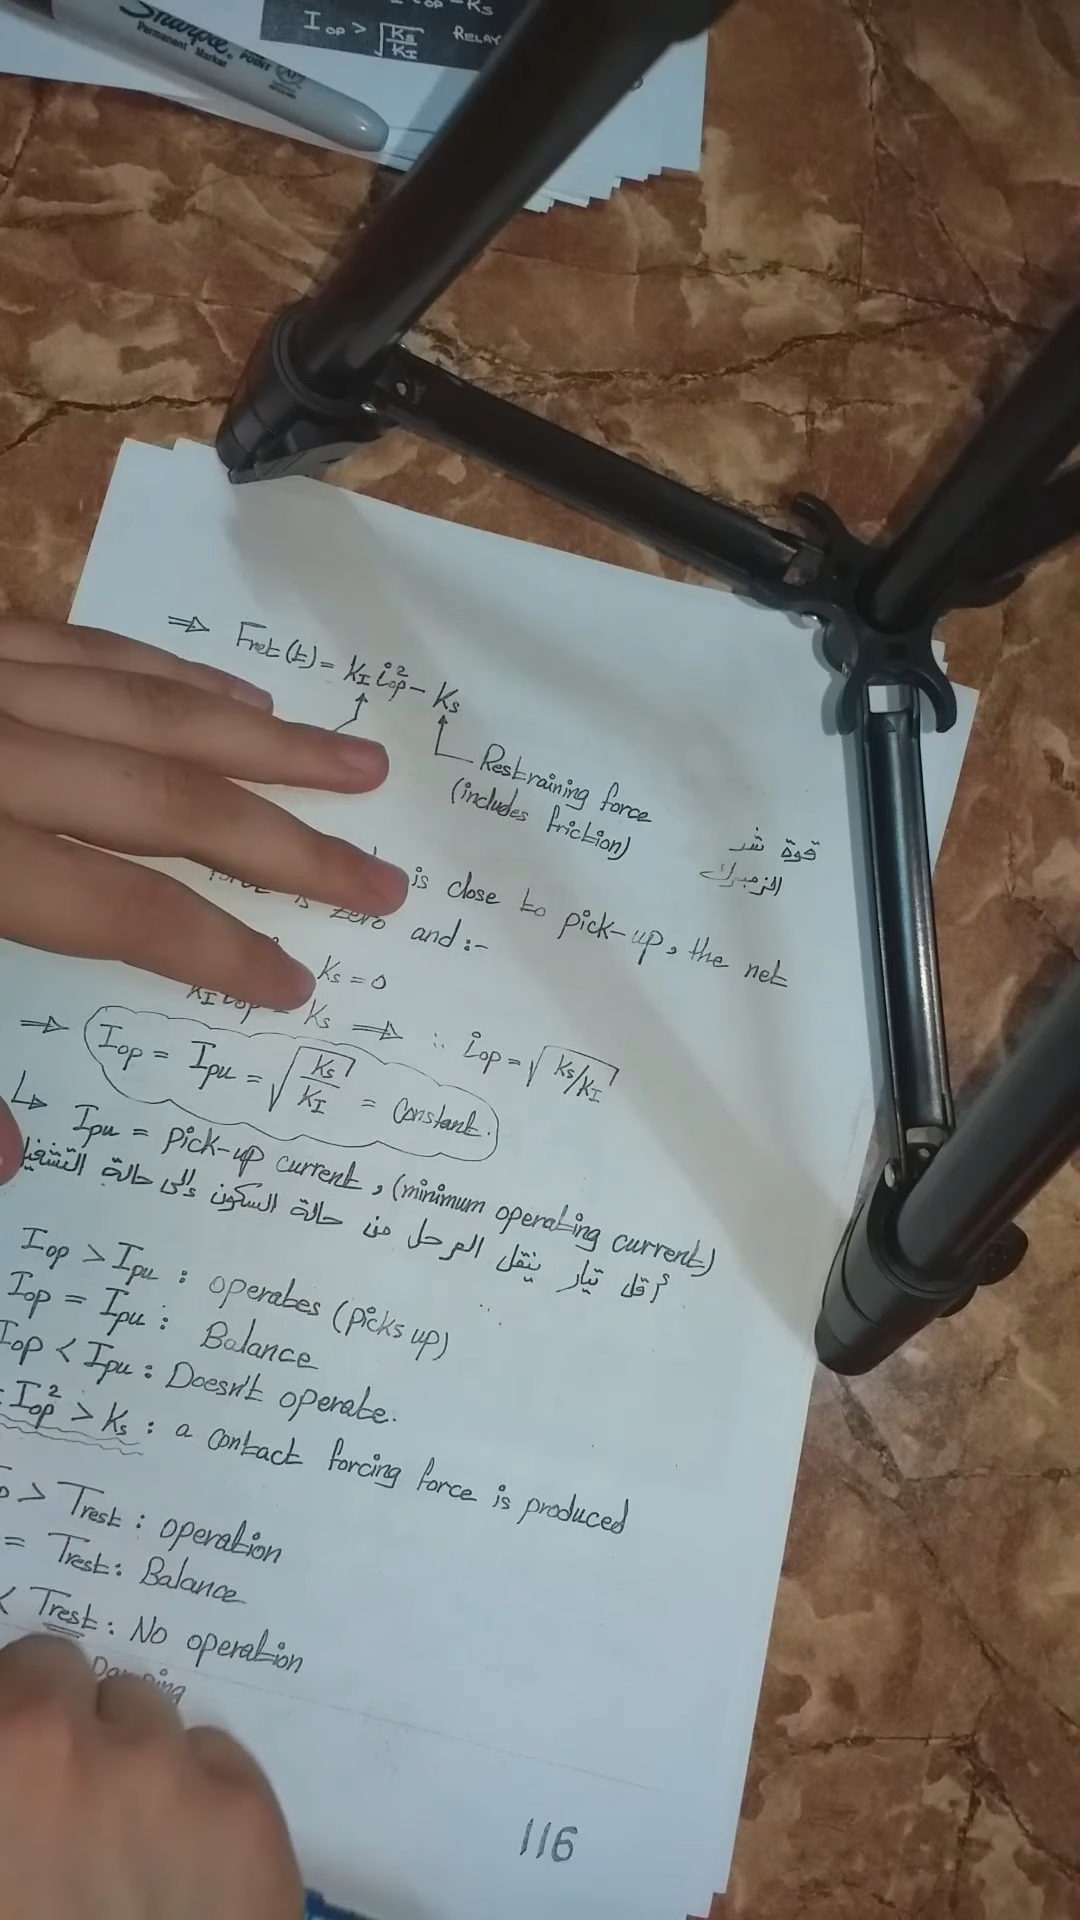 Sharpie
Permanent Marker
POINT
Iop > √Ks/KI RELAY
⇒ Fnet(t) = KI i²op - Ks
Restraining force
(includes friction)
قوة شد
الزمبرك
is close to pick-up, the net
is zero and :-
Ks = 0
KI Ks ⇒ ∴ iop = √Ks/KI
⇒ Iop = Ipu = √Ks/KI = Constant.
↳ Ipu = pick-up current, (minimum operating current)
أقل تيار ينقل المرحل من حالة السكون إلى حالة التشغيل
Iop > Ipu : operates (picks up)
Iop = Ipu : Balance
Iop < Ipu : Doesn't operate.
I²op > Ks : a contact forcing force is produced
> Trest : operation
= Trest : Balance
< Trest : No operation
116